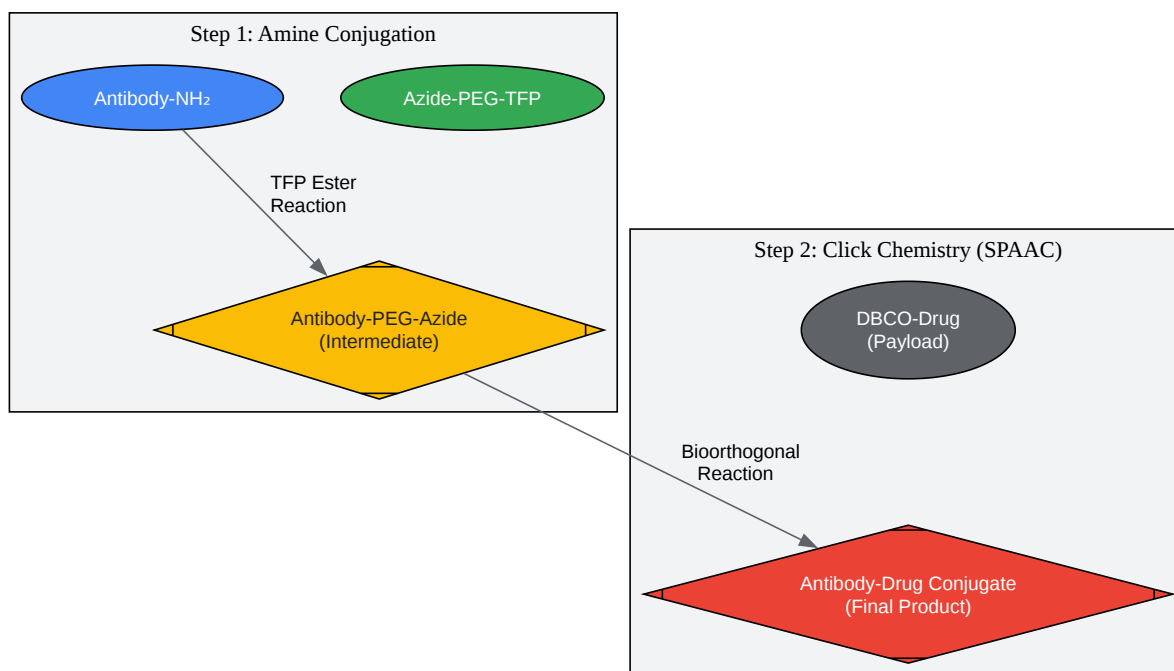 Step 1: Amine Conjugation
Antibody-NH₂
Azide-PEG-TFP
TFP Ester
Reaction
Antibody-PEG-Azide
(Intermediate)
Step 2: Click Chemistry (SPAAC)
DBCO-Drug
(Payload)
Bioorthogonal
Reaction
Antibody-Drug Conjugate
(Final Product)